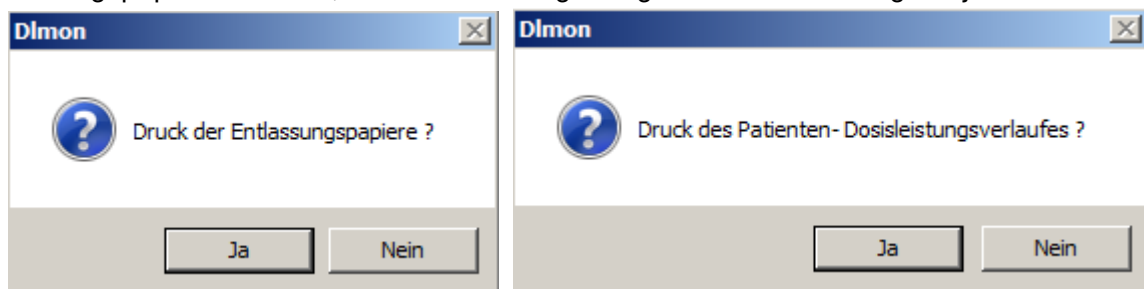 Dlmon
Druck der Entlassungspapiere ?
Ja Nein
Dlmon
Druck des Patienten- Dosisleistungsverlaufes ?
Ja Nein